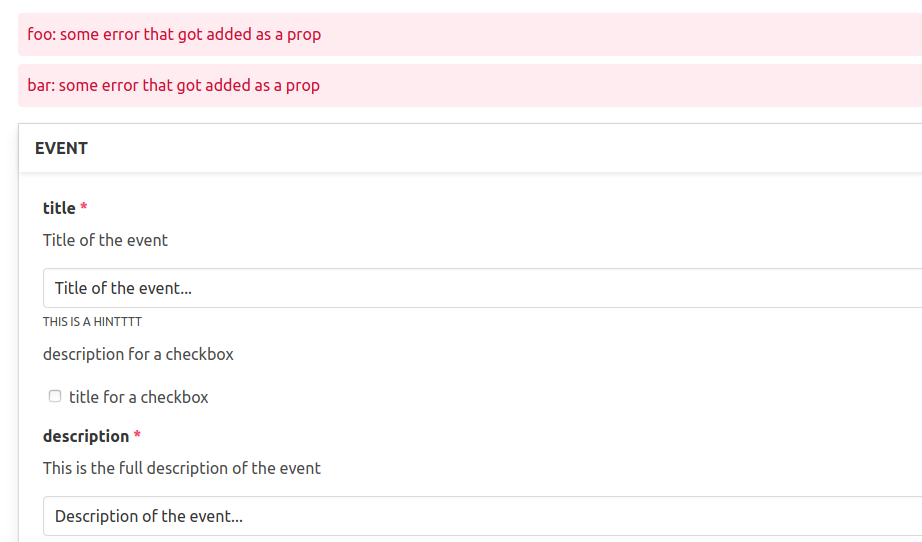 foo: some error that got added as a prop
bar: some error that got added as a prop
EVENT
title *
Title of the event
Title of the event...
THIS IS A HINTTTT
description for a checkbox
title for a checkbox
description *
This is the full description of the event
Description of the event...